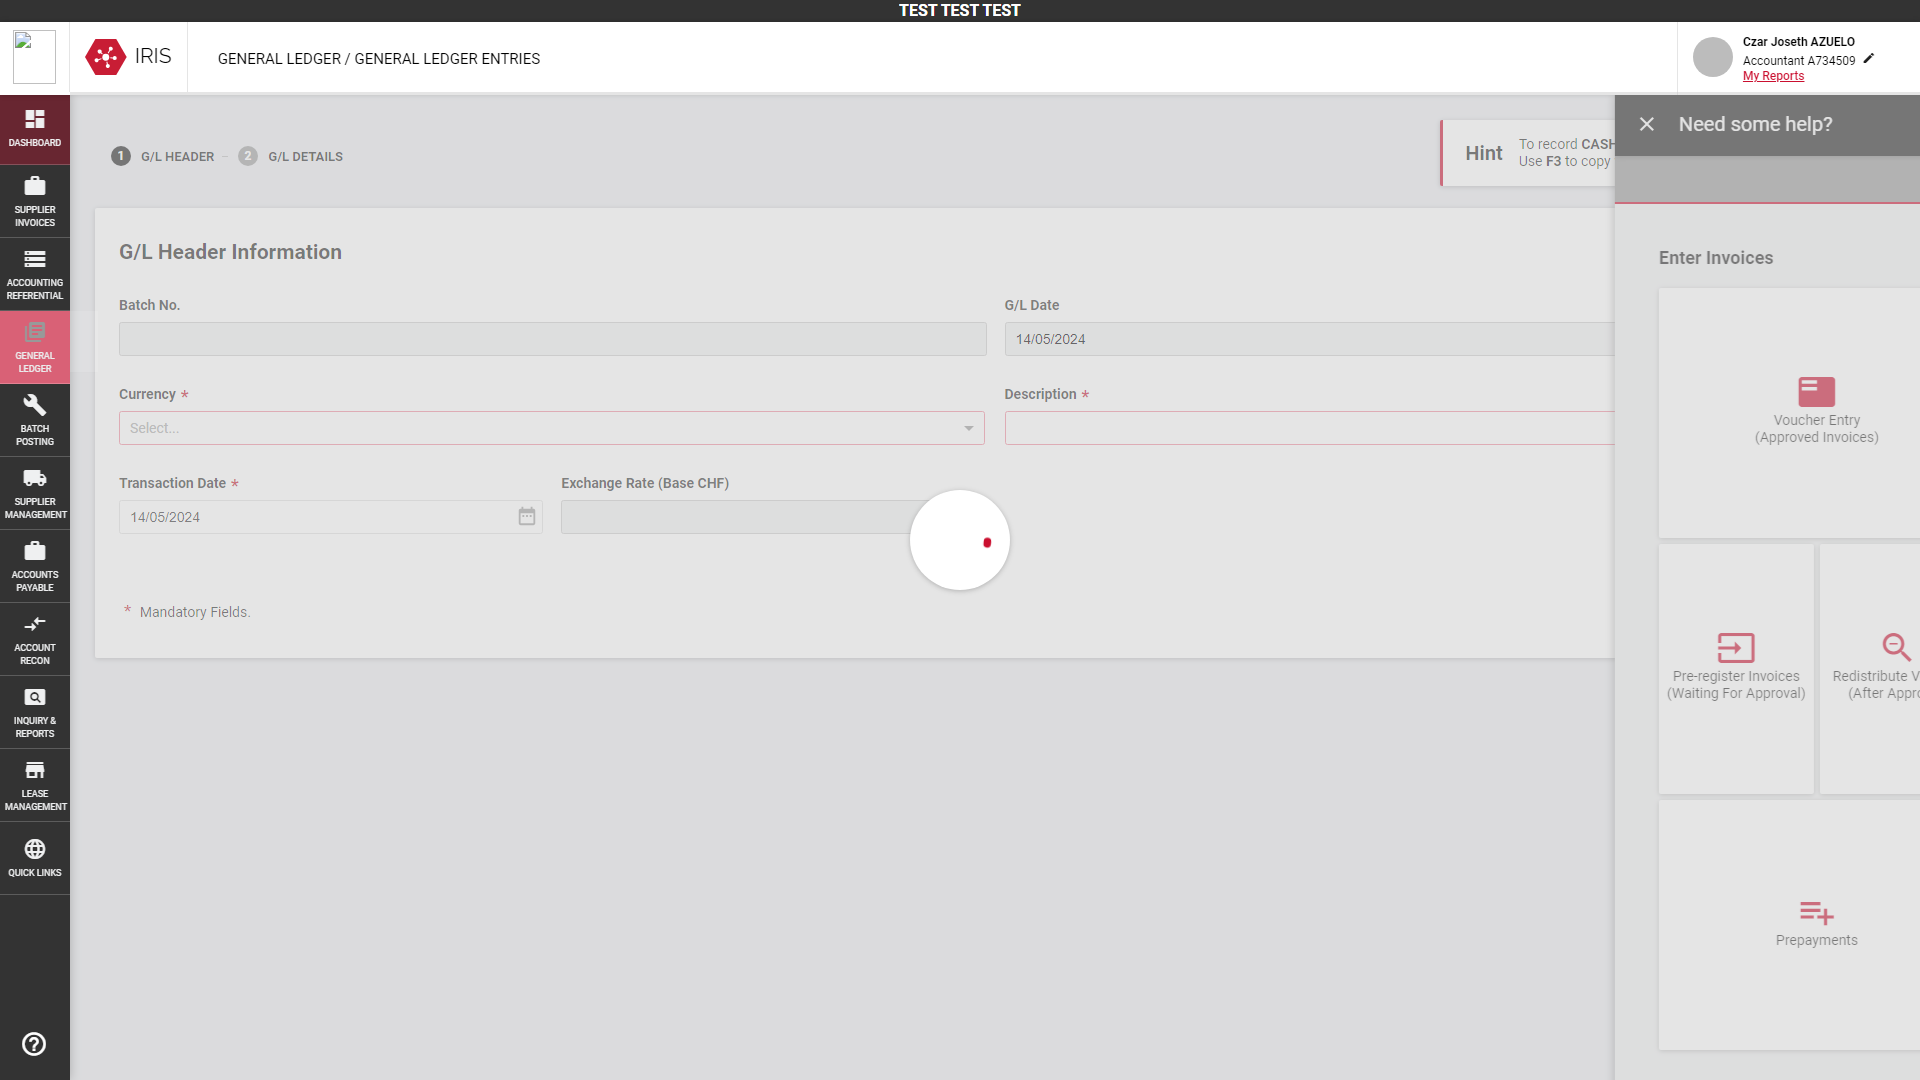 TEST TEST TEST
IRIS
GENERAL LEDGER / GENERAL LEDGER ENTRIES
Czar Joseth AZUELO
Accountant A734509
My Reports
DASHBOARD
SUPPLIER
INVOICES
ACCOUNTING
REFERENTIAL
GENERAL
LEDGER
BATCH
POSTING
SUPPLIER
MANAGEMENT
ACCOUNTS
PAYABLE
ACCOUNT
RECON
INQUIRY &
REPORTS
LEASE
MANAGEMENT
QUICK LINKS
1 G/L HEADER 2 G/L DETAILS
Hint
To record CASH
Use F3 to copy
G/L Header Information
Batch No.
G/L Date
14/05/2024
Currency *
Select...
Description *
Transaction Date *
14/05/2024
Exchange Rate (Base CHF)
* Mandatory Fields.
Need some help?
Enter Invoices
Voucher Entry
(Approved Invoices)
Pre-register Invoices
(Waiting For Approval)
Redistribute V
(After Appro
Prepayments